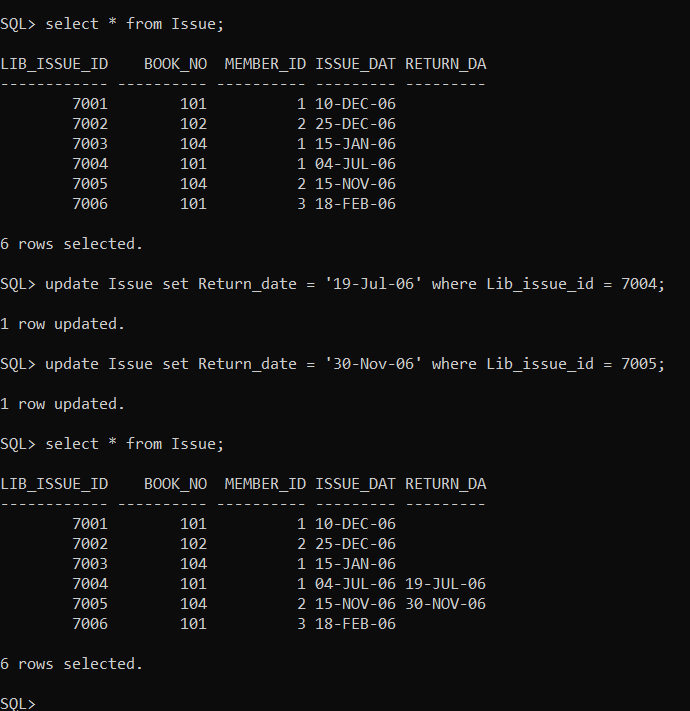 SQL> select * from Issue;
LIB_ISSUE_ID    BOOK_NO  MEMBER_ID ISSUE_DAT RETURN_DA
------------ ---------- ---------- --------- ---------
        7001        101          1 10-DEC-06
        7002        102          2 25-DEC-06
        7003        104          1 15-JAN-06
        7004        101          1 04-JUL-06
        7005        104          2 15-NOV-06
        7006        101          3 18-FEB-06
6 rows selected.
SQL> update Issue set Return_date = '19-Jul-06' where Lib_issue_id = 7004;
1 row updated.
SQL> update Issue set Return_date = '30-Nov-06' where Lib_issue_id = 7005;
1 row updated.
SQL> select * from Issue;
LIB_ISSUE_ID    BOOK_NO  MEMBER_ID ISSUE_DAT RETURN_DA
------------ ---------- ---------- --------- ---------
        7001        101          1 10-DEC-06
        7002        102          2 25-DEC-06
        7003        104          1 15-JAN-06
        7004        101          1 04-JUL-06 19-JUL-06
        7005        104          2 15-NOV-06 30-NOV-06
        7006        101          3 18-FEB-06
6 rows selected.
SQL>